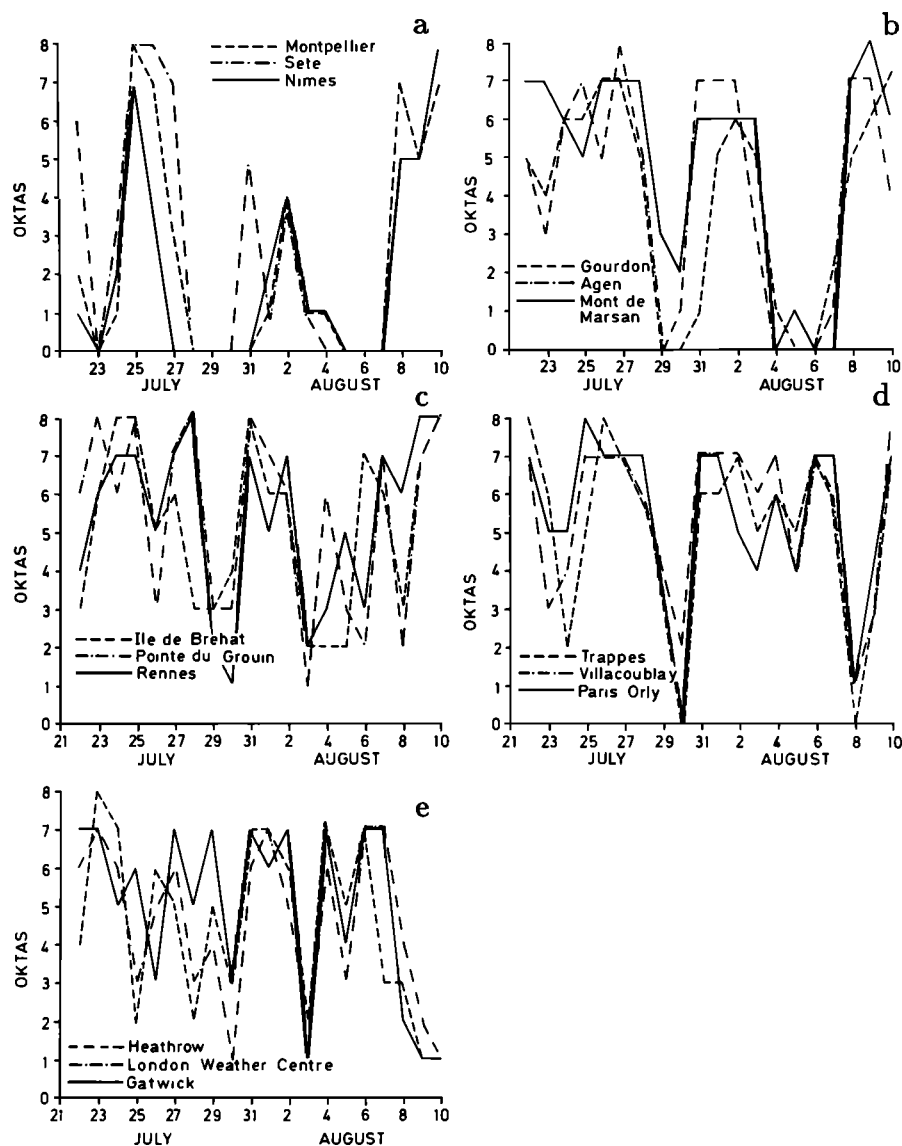 a
8
7
6
5
4
3
2
1
0
OKTAS
Montpellier
Sete
Nimes
23 25 27 29 31 2 4 6 8 10
JULY AUGUST
b
8
7
6
5
4
3
2
1
0
OKTAS
Gourdon
Agen
Mont de
Marsan
23 25 27 29 31 2 4 6 8 10
JULY AUGUST
c
8
7
6
5
4
3
2
1
0
OKTAS
Ile de Brehat
Pointe du Grouin
Rennes
21 23 25 27 29 31 2 4 6 8 10
JULY AUGUST
d
8
7
6
5
4
3
2
1
0
OKTAS
Trappes
Villacoublay
Paris Orly
21 23 25 27 29 31 2 4 6 8 10
JULY AUGUST
e
8
7
6
5
4
3
2
1
0
OKTAS
Heathrow
London Weather Centre
Gatwick
21 23 25 27 29 31 2 4 6 8 10
JULY AUGUST